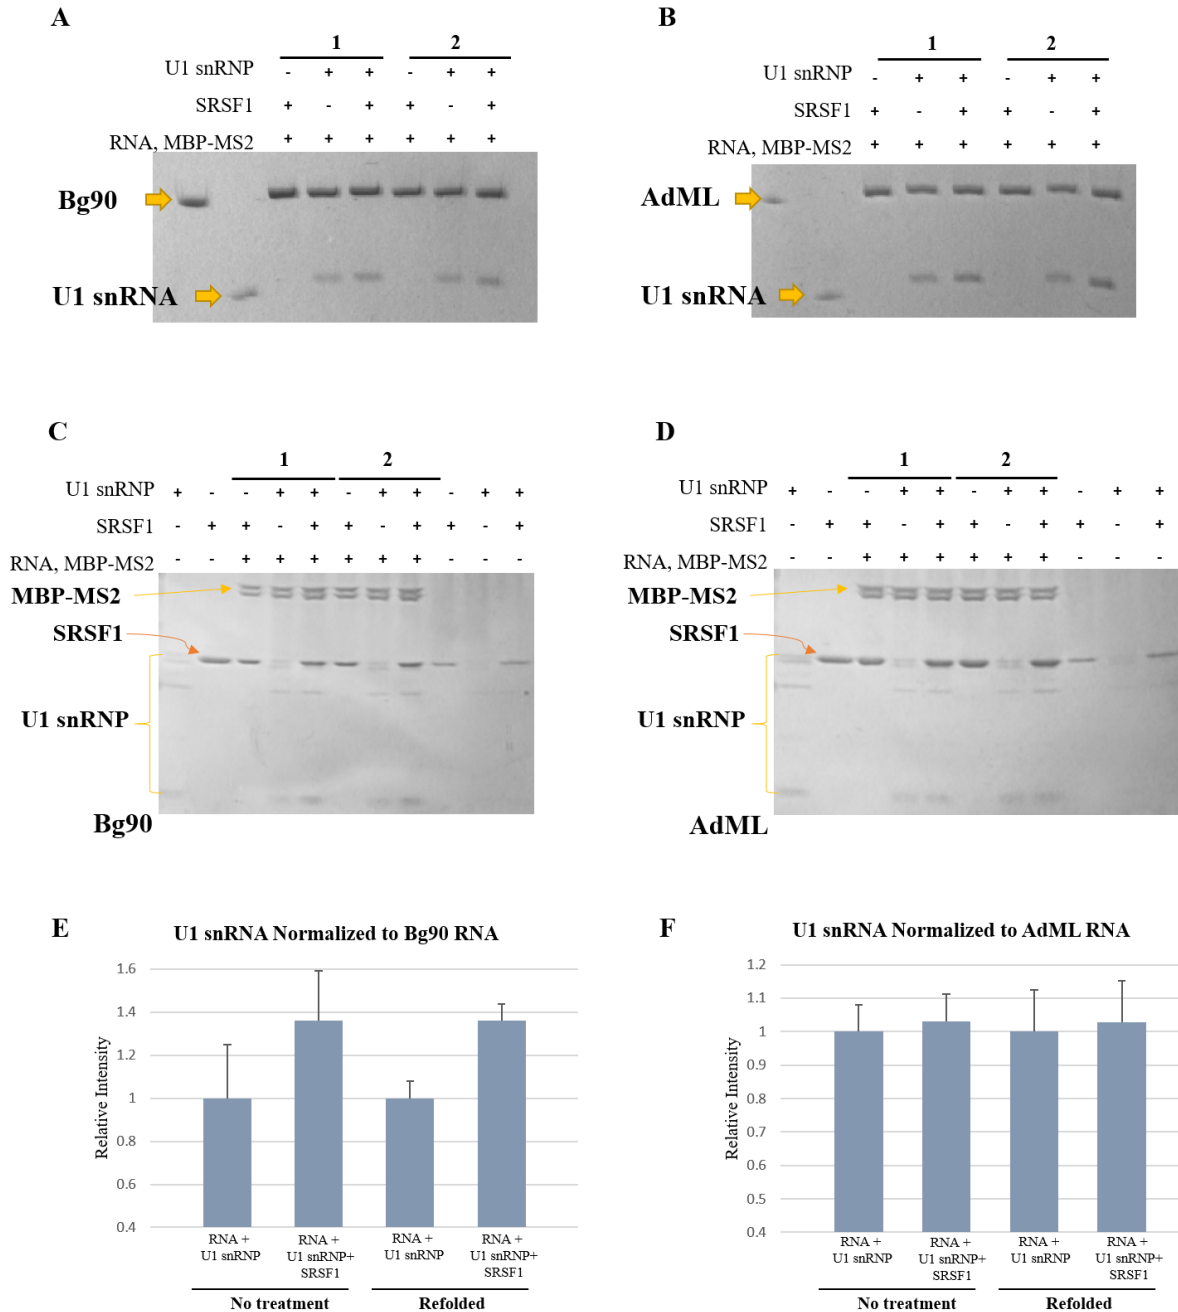 A
1 2
U1 snRNP - + + - + +
SRSF1 + - + + - +
RNA, MBP-MS2 + + + + + +
Bg90
U1 snRNA
B
1 2
U1 snRNP - + + - + +
SRSF1 + - + + - +
RNA, MBP-MS2 + + + + + +
AdML
U1 snRNA
C
1 2
U1 snRNP + - - + + - + + - + +
SRSF1 - + + - + + - + + - +
RNA, MBP-MS2 - - + + + + + + - - -
MBP-MS2
SRSF1
U1 snRNP
Bg90
D
1 2
U1 snRNP + - - + + - + + - + +
SRSF1 - + + - + + - + + - +
RNA, MBP-MS2 - - + + + + + + - - -
MBP-MS2
SRSF1
U1 snRNP
AdML
E
U1 snRNA Normalized to Bg90 RNA
Relative Intensity
1.6
1.4
1.2
1
0.8
0.6
0.4
RNA +
U1 snRNP
RNA +
U1 snRNP+
SRSF1
RNA +
U1 snRNP
RNA +
U1 snRNP+
SRSF1
No treatment
Refolded
F
U1 snRNA Normalized to AdML RNA
Relative Intensity
1.2
1.1
1
0.9
0.8
0.7
0.6
0.5
0.4
RNA +
U1 snRNP
RNA +
U1 snRNP+
SRSF1
RNA +
U1 snRNP
RNA +
U1 snRNP+
SRSF1
No treatment
Refolded